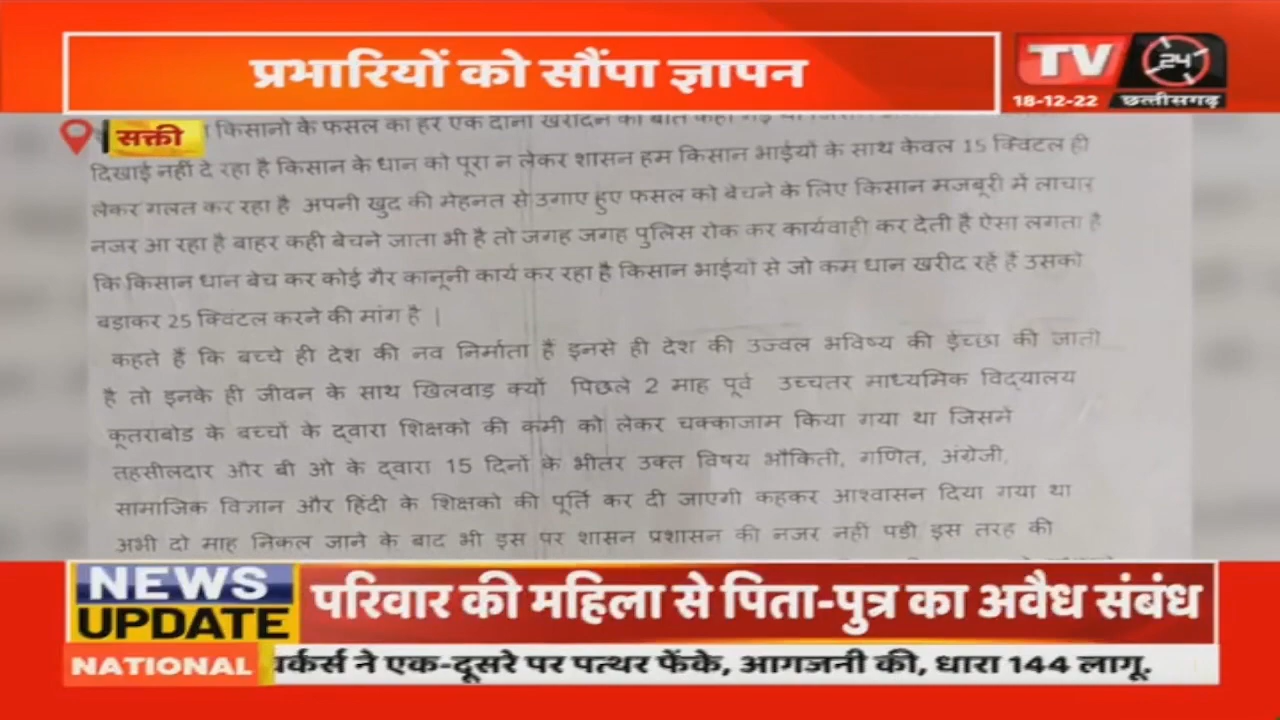 प्रभारियों को सौंपा ज्ञापन
TV 24
18-12-22 छत्तीसगढ़
सक्ती
किसानो के फसल का हर एक दाना खरीदने की बात कही
दिखाई नहीं दे रहा है किसान के धान को पूरा न लेकर शासन हम किसान भाईयों के साथ केवल 15 क्विंटल ही
लेकर गलत कर रहा है अपनी खुद की मेहनत से उगाए हुए फसल को बेचने के लिए किसान मजबूरी में लाचार
नजर आ रहा है बाहर कही बेचने जाता भी है तो जगह जगह पुलिस रोक कर कार्यवाही कर देती है ऐसा लगता है
कि किसान धान बेच कर कोई गैर कानूनी कार्य कर रहा है किसान भाईयों से जो कम धान खरीद रहें हैं उसको
बड़ाकर 25 क्विंटल करने की मांग है |
कहते हैं कि बच्चे ही देश की नव निर्माता हैं इनसे ही देश की उज्वल भविष्य की ईच्छा की जाती
है तो इनके ही जीवन के साथ खिलवाड़ क्यों पिछले 2 माह पूर्व उच्चतर माध्यमिक विद्यालय
कूतराबोड के बच्चों के द्वारा शिक्षको की कमी को लेकर चक्काजाम किया गया था जिसमें
तहसीलदार और बी ओ के द्वारा 15 दिनों के भीतर उक्त विषय भौकिती, गणित, अंग्रेजी,
सामाजिक विज्ञान और हिंदी के शिक्षको की पूर्ति कर दी जाएगी कहकर आश्वासन दिया गया था
अभी दो माह निकल जाने के बाद भी इस पर शासन प्रशासन की नजर नहीं पड़ी इस तरह की
NEWS UPDATE
परिवार की महिला से पिता-पुत्र का अवैध संबंध
NATIONAL
र्कर्स ने एक-दूसरे पर पत्थर फेंके, आगजनी की, धारा 144 लागू.